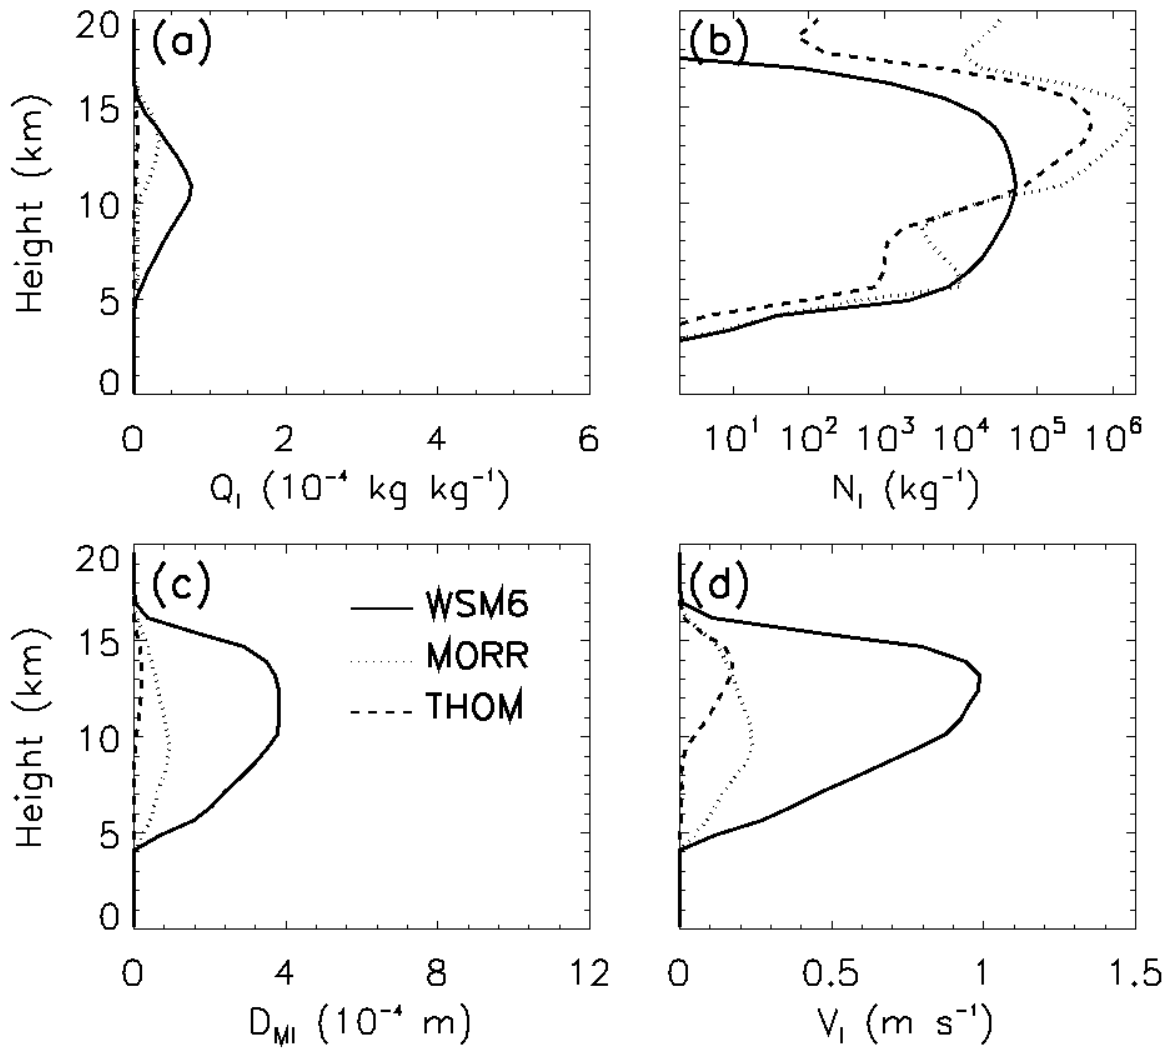 (a)
20
15
10
5
0
Height (km)
0 2 4 6
Q_I (10^-4 kg kg^-1)
(b)
10^1 10^2 10^3 10^4 10^5 10^6
N_I (kg^-1)
(c)
20
15
10
5
0
Height (km)
WSM6
MORR
THOM
0 4 8 12
D_MI (10^-4 m)
(d)
0 0.5 1 1.5
V_I (m s^-1)